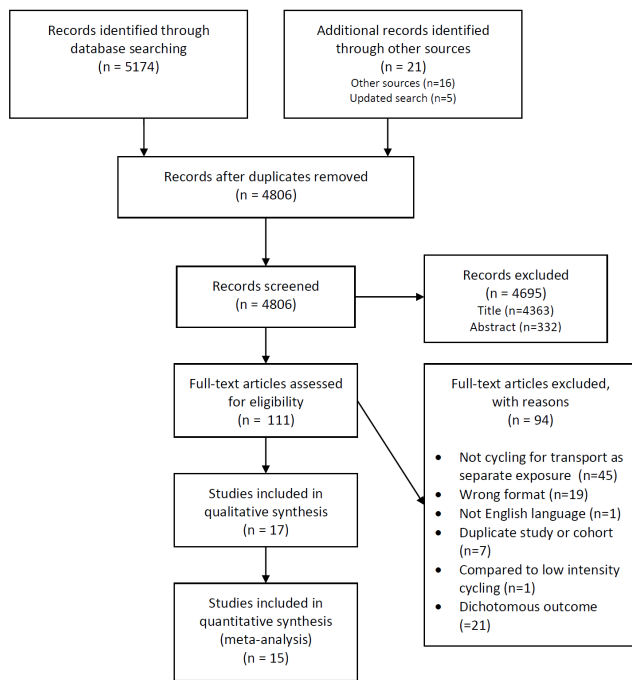 Records identified through
database searching
(n = 5174)
Additional records identified
through other sources
(n = 21)
Other sources (n=16)
Updated search (n=5)
Records after duplicates removed
(n = 4806)
Records screened
(n = 4806)
Records excluded
(n = 4695)
Title (n=4363)
Abstract (n=332)
Full-text articles assessed
for eligibility
(n = 111)
Full-text articles excluded,
with reasons
(n = 94)
• Not cycling for transport as
separate exposure (n=45)
• Wrong format (n=19)
• Not English language (n=1)
• Duplicate study or cohort
(n=7)
• Compared to low intensity
cycling (n=1)
• Dichotomous outcome
(=21)
Studies included in
qualitative synthesis
(n = 17)
Studies included in
quantitative synthesis
(meta-analysis)
(n = 15)